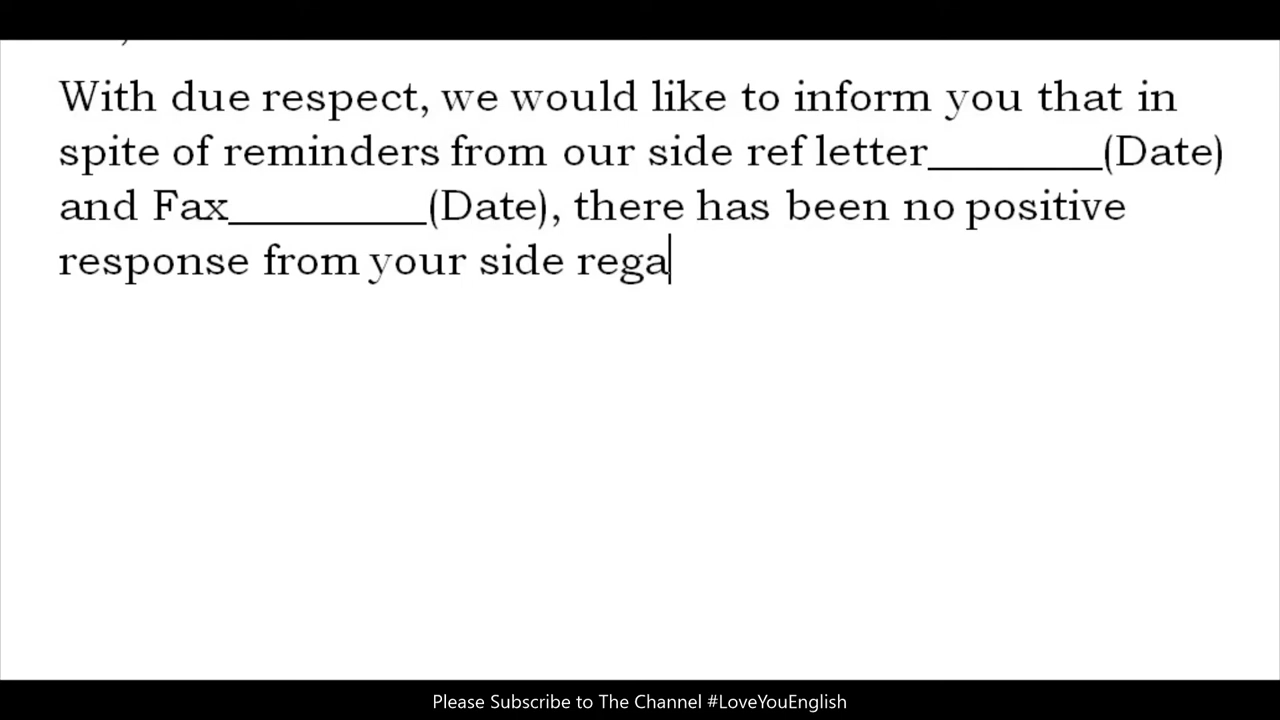 With due respect, we would like to inform you that in
spite of reminders from our side ref letter________(Date)
and Fax_________(Date), there has been no positive
response from your side rega
Please Subscribe to The Channel #LoveYouEnglish